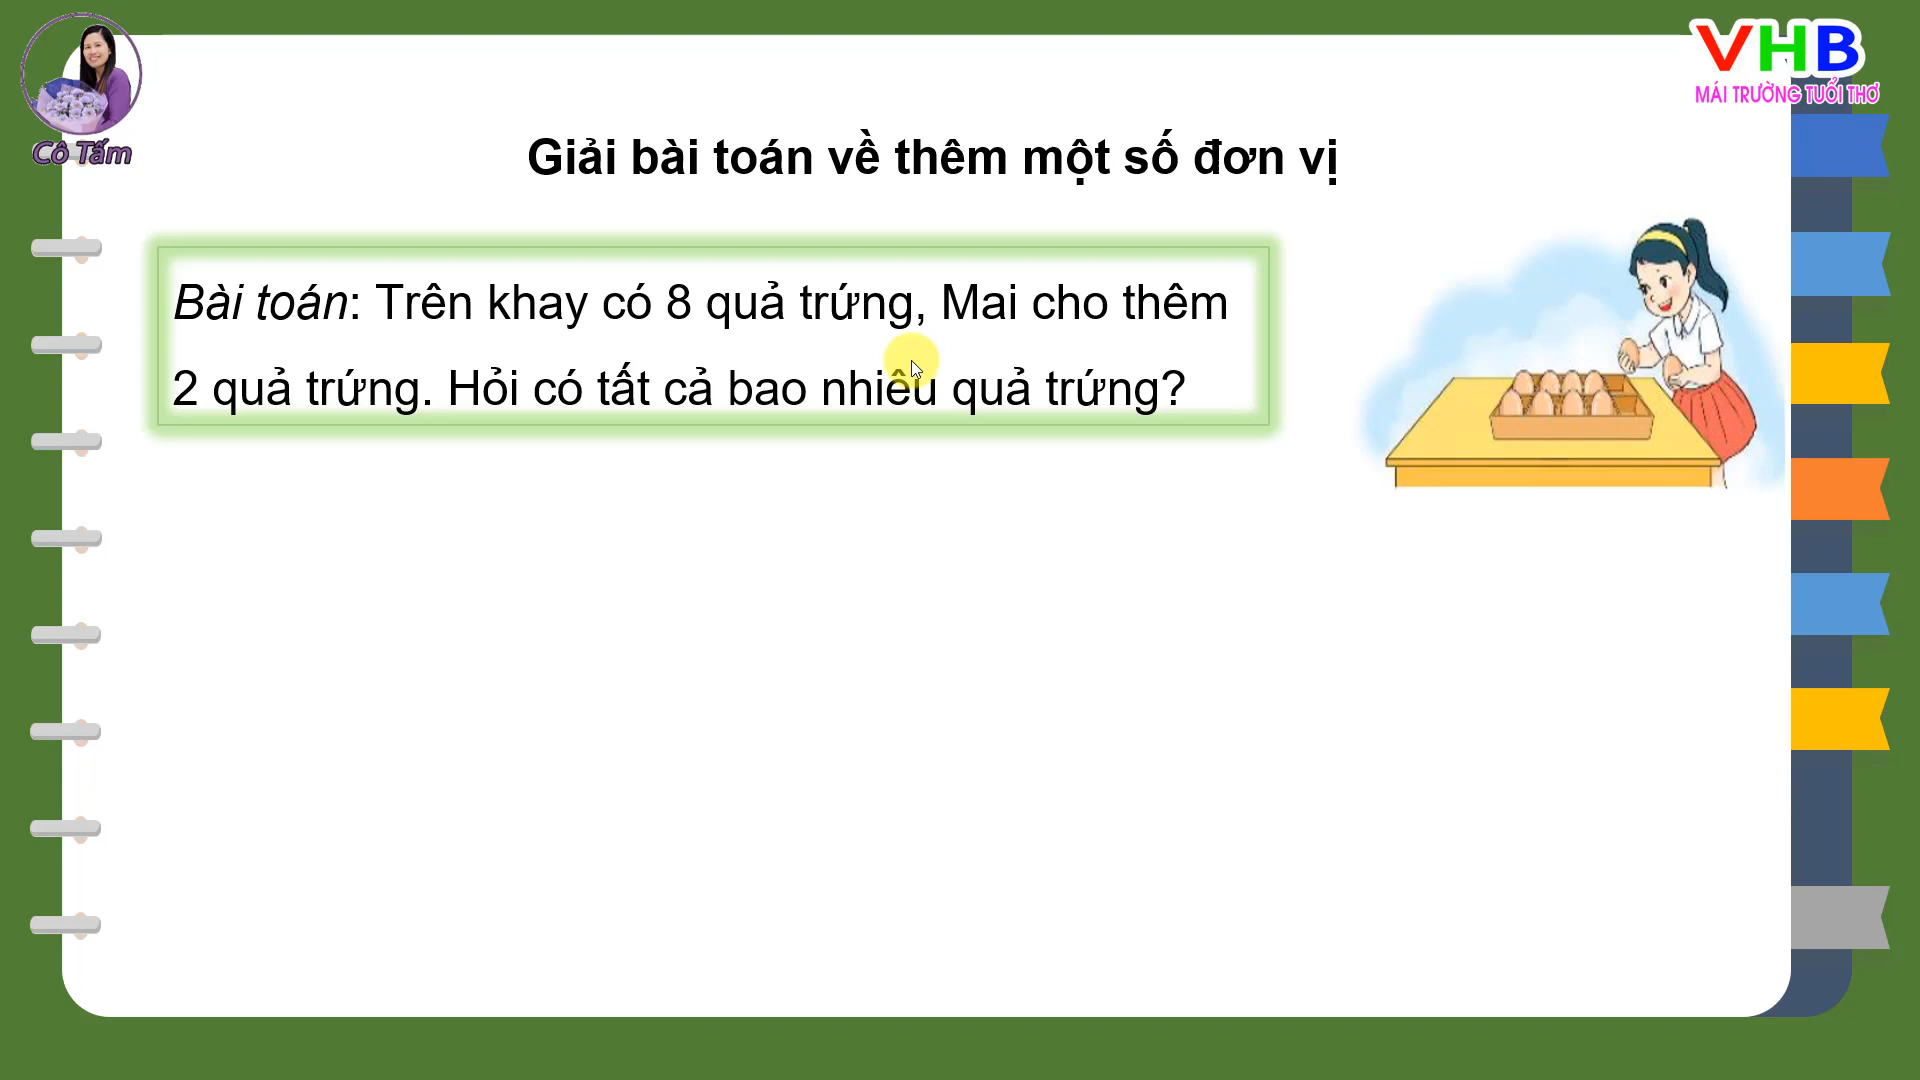 VHB
MÁI TRƯỜNG TUỔI THƠ
Cô Tấm
Giải bài toán về thêm một số đơn vị
Bài toán: Trên khay có 8 quả trứng, Mai cho thêm
2 quả trứng. Hỏi có tất cả bao nhiêu quả trứng?